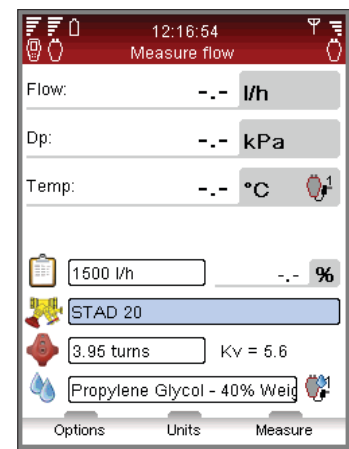 12:16:54
Measure flow
Flow: -.- l/h
Dp: -.- kPa
Temp: -.- °C 1
1500 l/h -.- %
STAD 20
3.95 turns Kv = 5.6
Propylene Glycol - 40% Weig
Options Units Measure